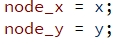 node_x = x;
node_y = y;